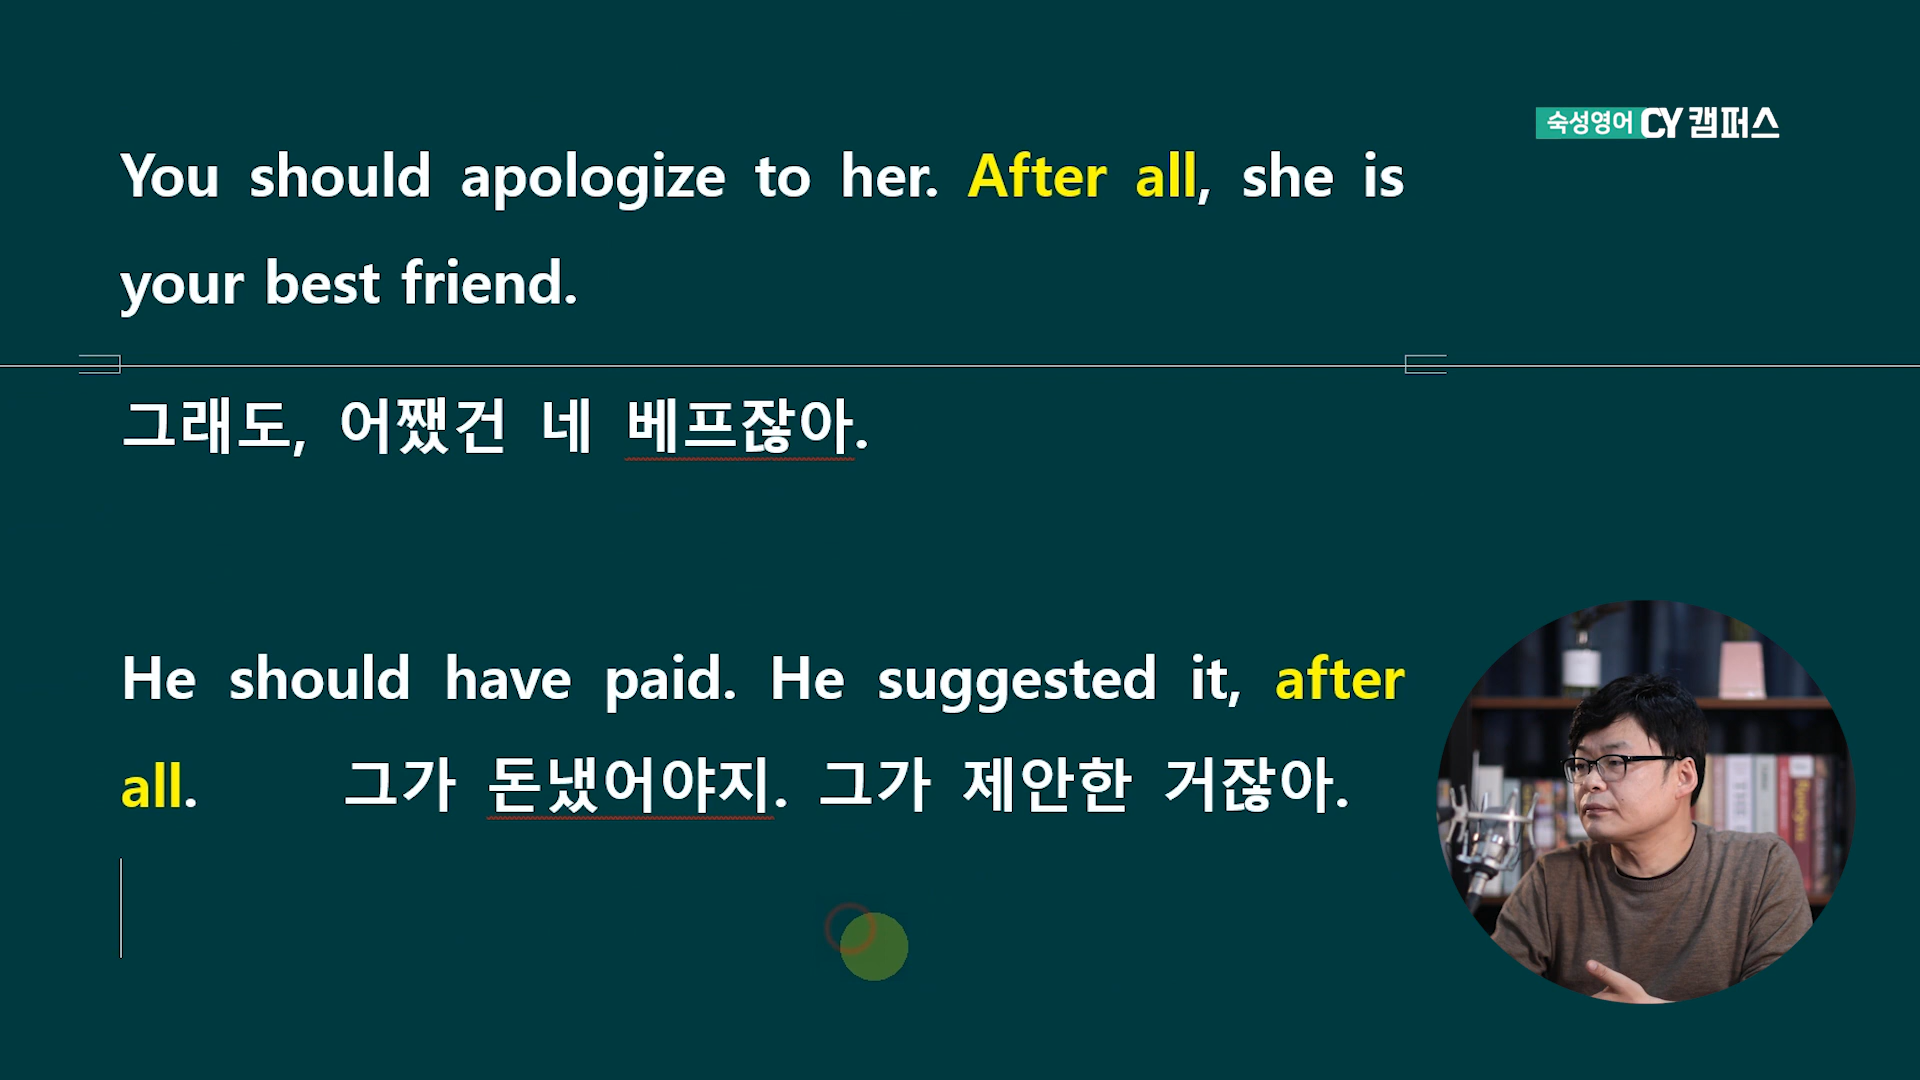 숙성영어 CY캠퍼스
You should apologize to her. After all, she is
your best friend.
그래도, 어쨌건 네 베프잖아.
He should have paid. He suggested it, after
all. 그가 돈냈어야지. 그가 제안한 거잖아.